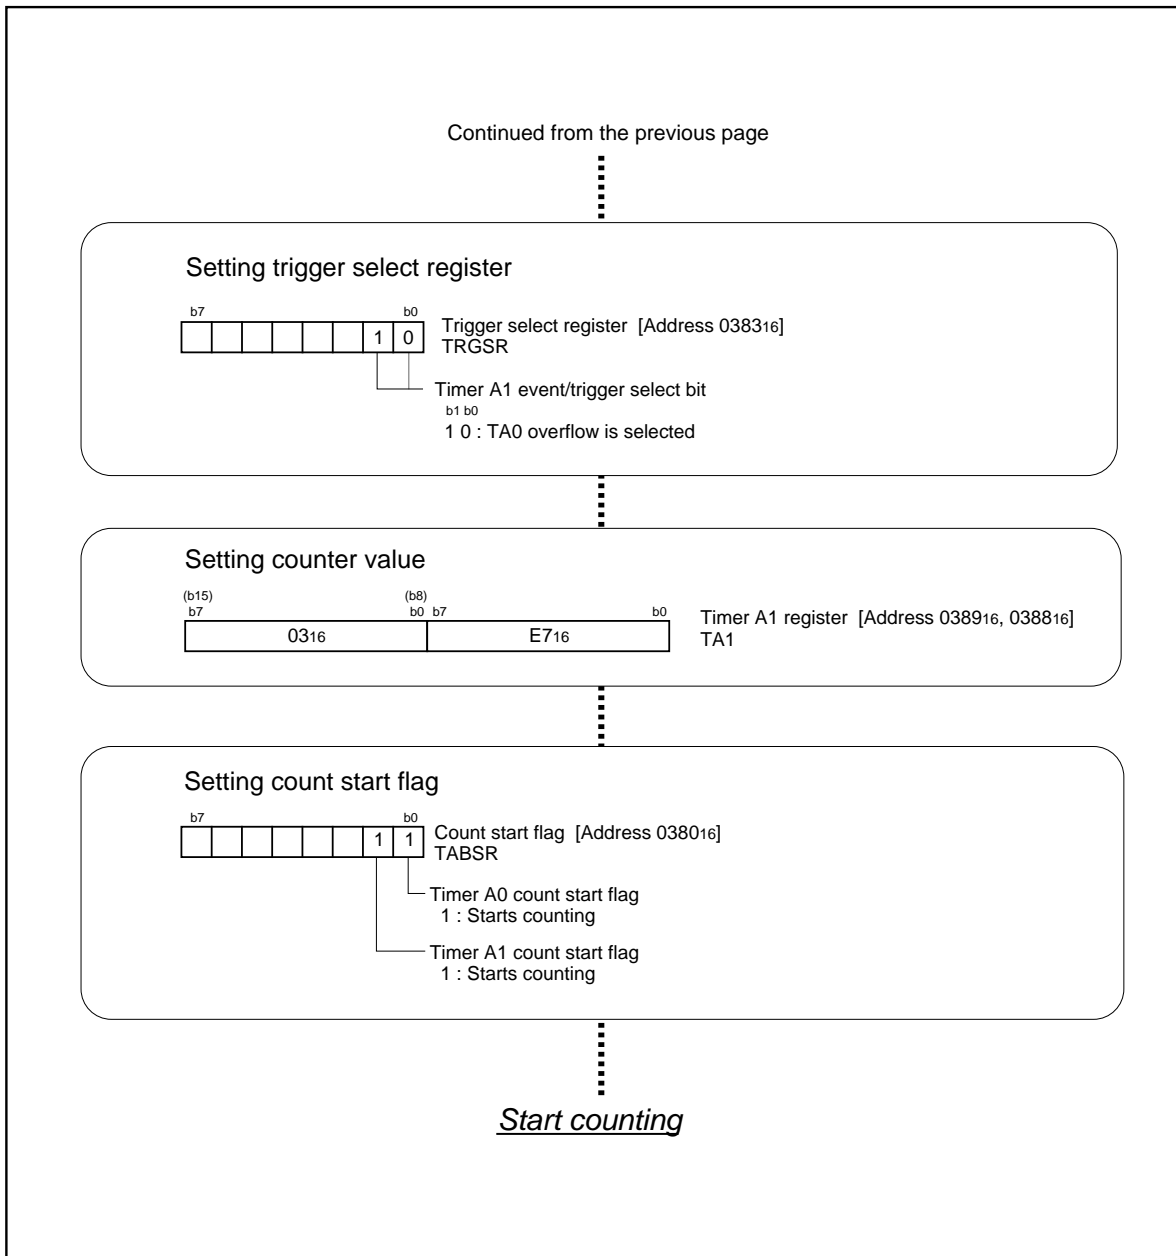 Continued from the previous page
Setting trigger select register
b7 b0
1 0
Trigger select register [Address 038316]
TRGSR
Timer A1 event/trigger select bit
b1 b0
1 0 : TA0 overflow is selected
Setting counter value
(b15) (b8)
b7 b0 b7 b0
0316 E716
Timer A1 register [Address 038916, 038816]
TA1
Setting count start flag
b7 b0
1 1
Count start flag [Address 038016]
TABSR
Timer A0 count start flag
1 : Starts counting
Timer A1 count start flag
1 : Starts counting
Start counting